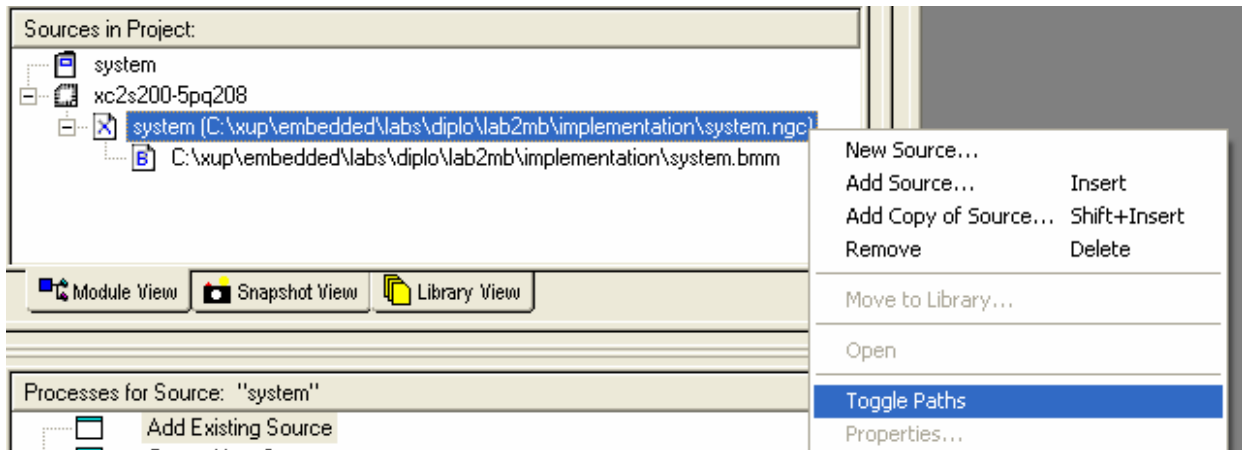 Sources in Project:
system
xc2s200-5pq208
system (C:\xup\embedded\labs\diplo\lab2mb\implementation\system.ngc)
C:\xup\embedded\labs\diplo\lab2mb\implementation\system.bmm
New Source...
Add Source... Insert
Add Copy of Source... Shift+Insert
Remove Delete
Move to Library...
Open
Toggle Paths
Properties...
Module View Snapshot View Library View
Processes for Source: "system"
Add Existing Source